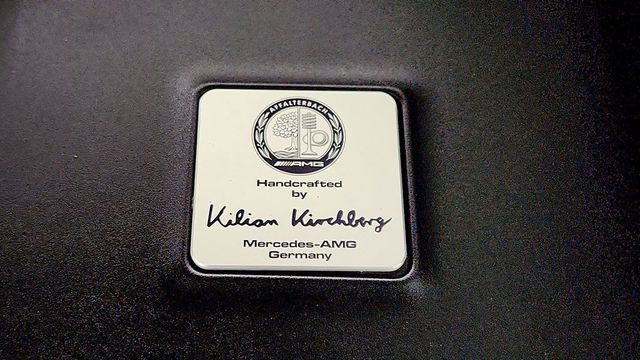 AFFALTERBACH
AMG
Handcrafted
by
Kilian Kirchberg
Mercedes-AMG
Germany